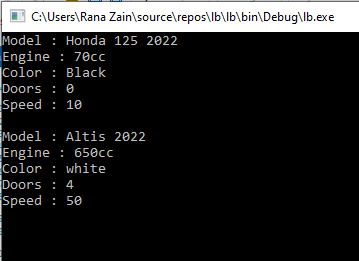 C:\Users\Rana Zain\source\repos\lb\lb\bin\Debug\lb.exe
Model : Honda 125 2022
Engine : 70cc
Color : Black
Doors : 0
Speed : 10
Model : Altis 2022
Engine : 650cc
Color : white
Doors : 4
Speed : 50